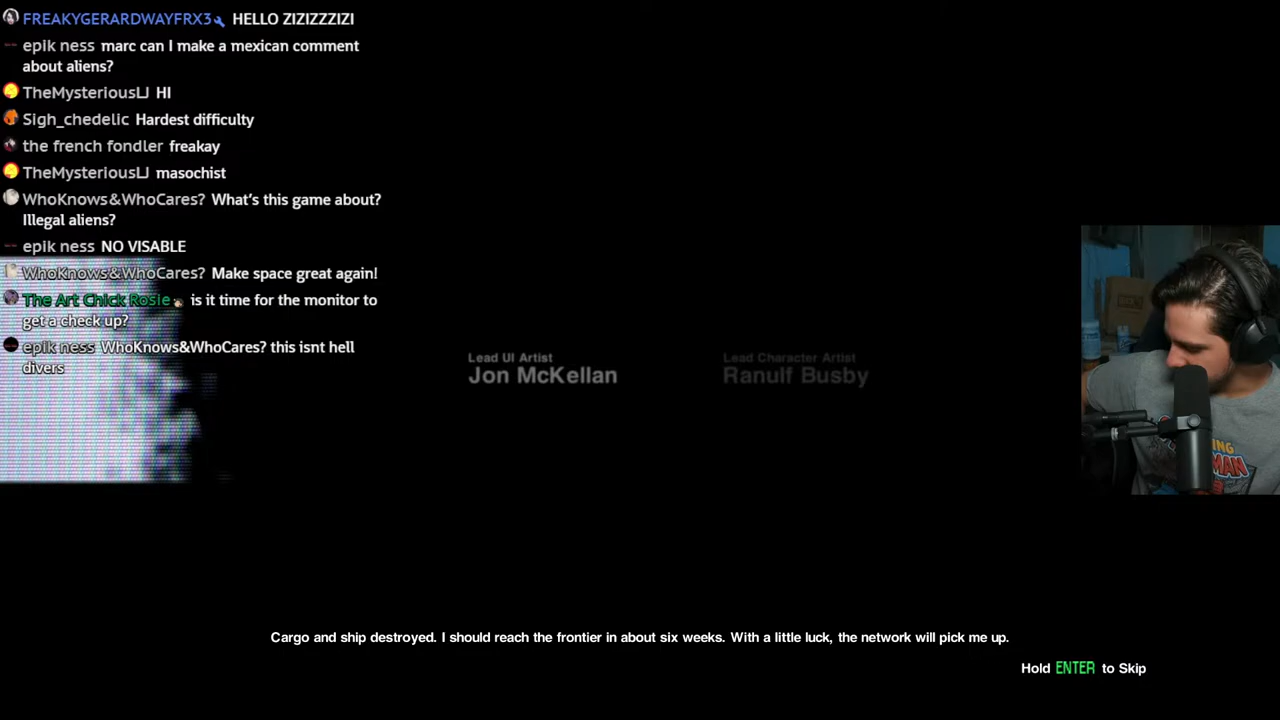 FREAKYGERARDWAYFRX3 HELLO ZIZIZZZIZI
epik ness marc can I make a mexican comment
about aliens?
TheMysteriousLJ HI
Sigh_chedelic Hardest difficulty
the french fondler freakay
TheMysteriousLJ masochist
WhoKnows&WhoCares? What's this game about?
Illegal aliens?
epik ness NO VISABLE
WhoKnows&WhoCares? Make space great again!
The Art Chick Rosie is it time for the monitor to
get a check up?
epik ness WhoKnows&WhoCares? this isnt hell
divers
Lead UI Artist
Jon McKellan
Lead Character Artist
Ranulf Busby
Cargo and ship destroyed. I should reach the frontier in about six weeks. With a little luck, the network will pick me up.
Hold ENTER to Skip